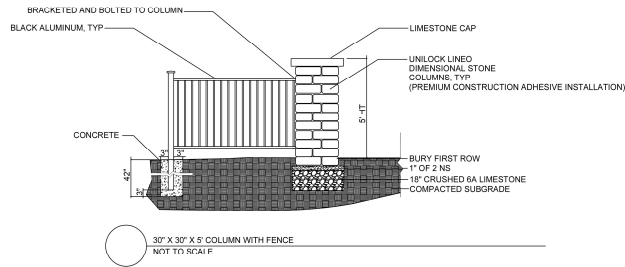 BRACKETED AND BOLTED TO COLUMN
BLACK ALUMINUM, TYP
LIMESTONE CAP
UNILOCK LINEO
DIMENSIONAL STONE
COLUMNS, TYP
(PREMIUM CONSTRUCTION ADHESIVE INSTALLATION)
5' HT
CONCRETE
3" 3"
42"
3"
BURY FIRST ROW
1" OF 2 NS
18" CRUSHED 6A LIMESTONE
COMPACTED SUBGRADE
30" X 30" X 5' COLUMN WITH FENCE
NOT TO SCALE